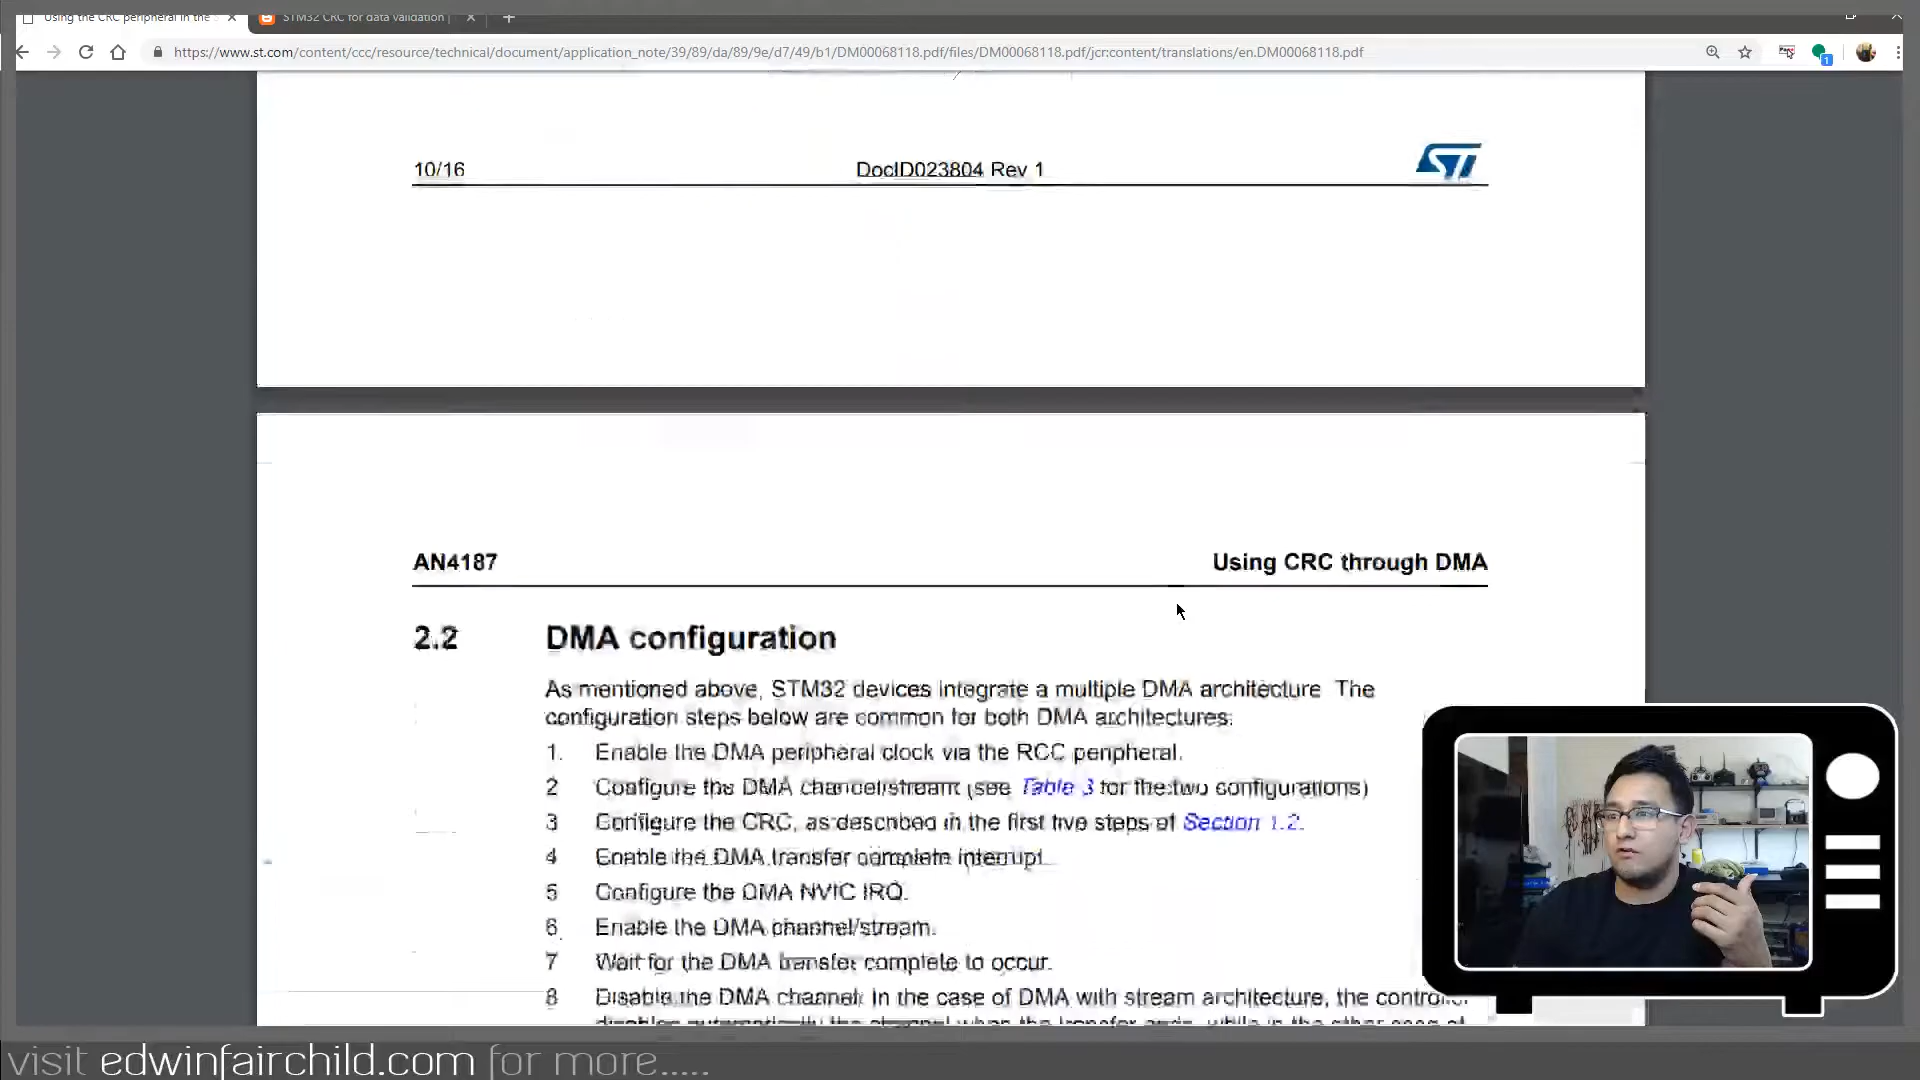 Using the CRC peripheral in the
STM32 CRC for data validation
https://www.st.com/content/ccc/resource/technical/document/application_note/39/89/da/89/9e/d7/49/b1/DM00068118.pdf/files/DM00068118.pdf/jcr:content/translations/en.DM00068118.pdf
1
10/16
DocID023804 Rev 1
ST
AN4187
Using CRC through DMA
2.2
DMA configuration
As mentioned above, STM32 devices integrate a multiple DMA architecture The
configuration steps below are common for both DMA architectures:
1. Enable the DMA peripheral clock via the RCC peripheral.
2 Configure the DMA channel/stream (see Table 3 for the two configurations)
3 Configure the CRC, as described in the first five steps of Section 1.2.
4 Enable the DMA transfer complete interrupt
5 Configure the DMA NVIC IRQ.
6. Enable the DMA channel/stream.
7 Wait for the DMA transfer complete to occur.
8 Disable the DMA channel: In the case of DMA with stream architecture, the controller
visit edwinfairchild.com for more.....